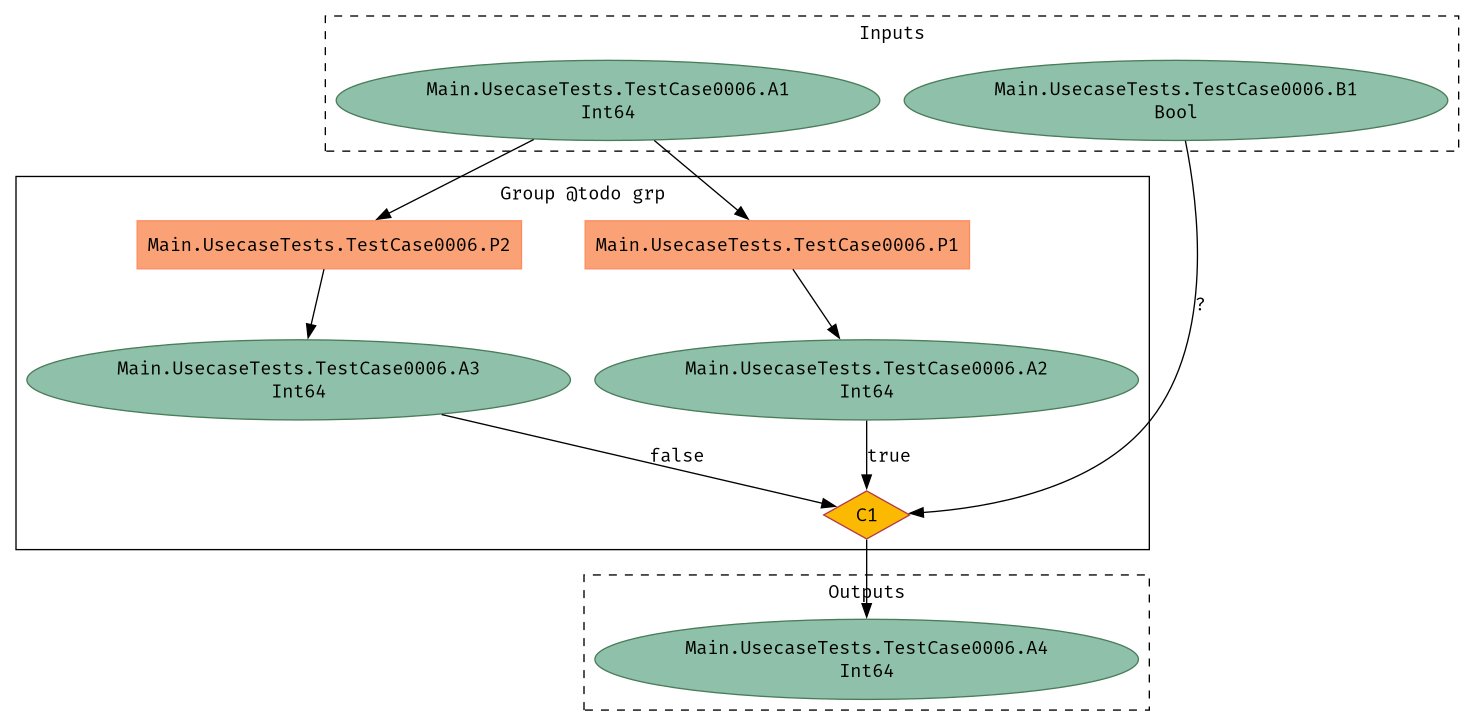 Inputs
Main.UsecaseTests.TestCase0006.A1
Int64
Main.UsecaseTests.TestCase0006.B1
Bool
Group @todo grp
Main.UsecaseTests.TestCase0006.P2
Main.UsecaseTests.TestCase0006.P1
?
Main.UsecaseTests.TestCase0006.A3
Int64
Main.UsecaseTests.TestCase0006.A2
Int64
false
true
C1
Outputs
Main.UsecaseTests.TestCase0006.A4
Int64